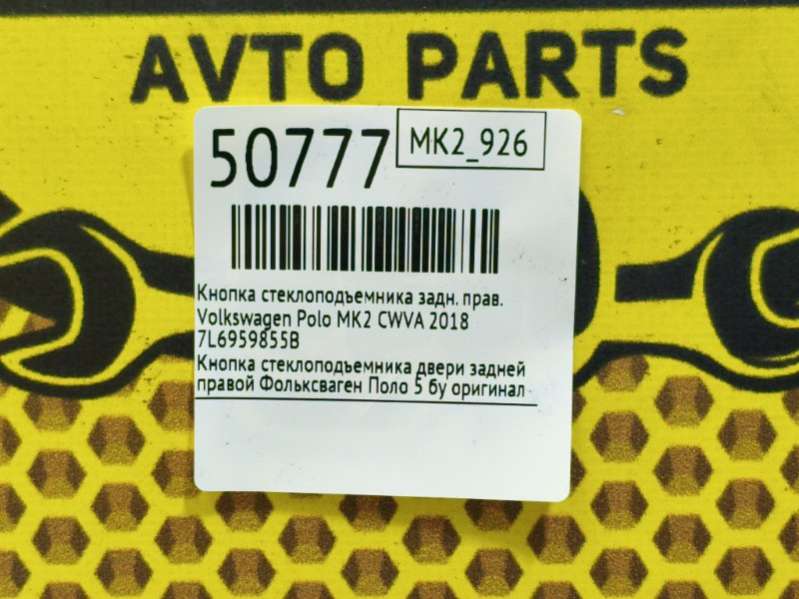 AVTO PARTS
50777
MK2_926
Кнопка стеклоподъемника задн. прав.
Volkswagen Polo MK2 CWVA 2018
7L6959855B
Кнопка стеклоподъемника двери задней
правой Фольксваген Поло 5 бу оригинал